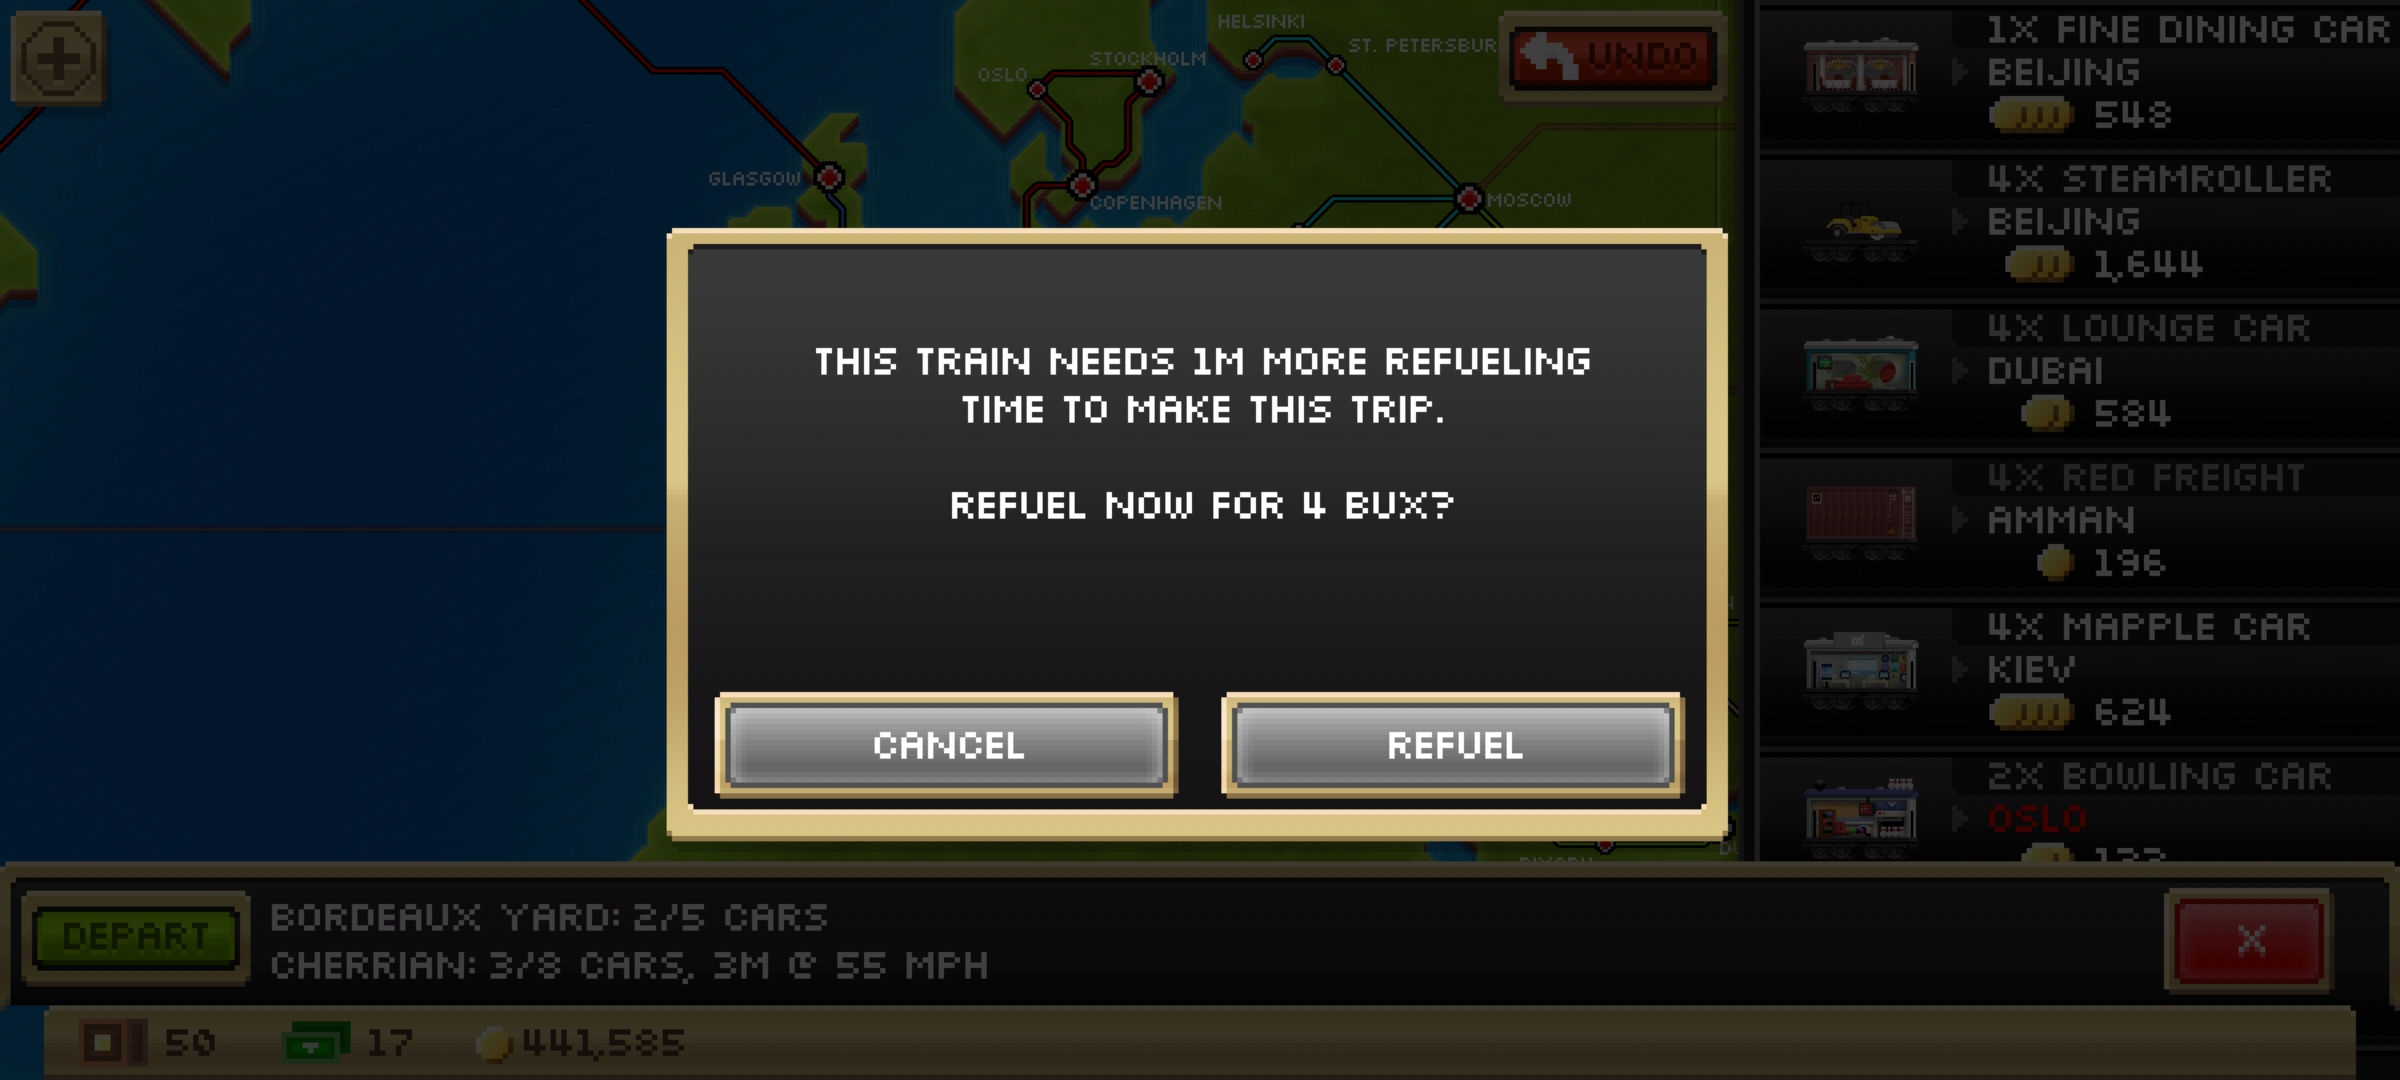 HELSINKI
ST. PETERSBUR
STOCKHOLM
OSLO
GLASGOW
COPENHAGEN
MOSCOW
UNDO
1X FINE DINING CAR
BEIJING
548
4X STEAMROLLER
BEIJING
1,644
4X LOUNGE CAR
DUBAI
584
4X RED FREIGHT
AMMAN
196
4X MAPPLE CAR
KIEV
624
2X BOWLING CAR
OSLO
THIS TRAIN NEEDS 1M MORE REFUELING
TIME TO MAKE THIS TRIP.
REFUEL NOW FOR 4 BUX?
CANCEL
REFUEL
DEPART
BORDEAUX YARD: 2/5 CARS
CHERRIAN: 3/8 CARS, 3M @ 55 MPH
X
50
17
441,585